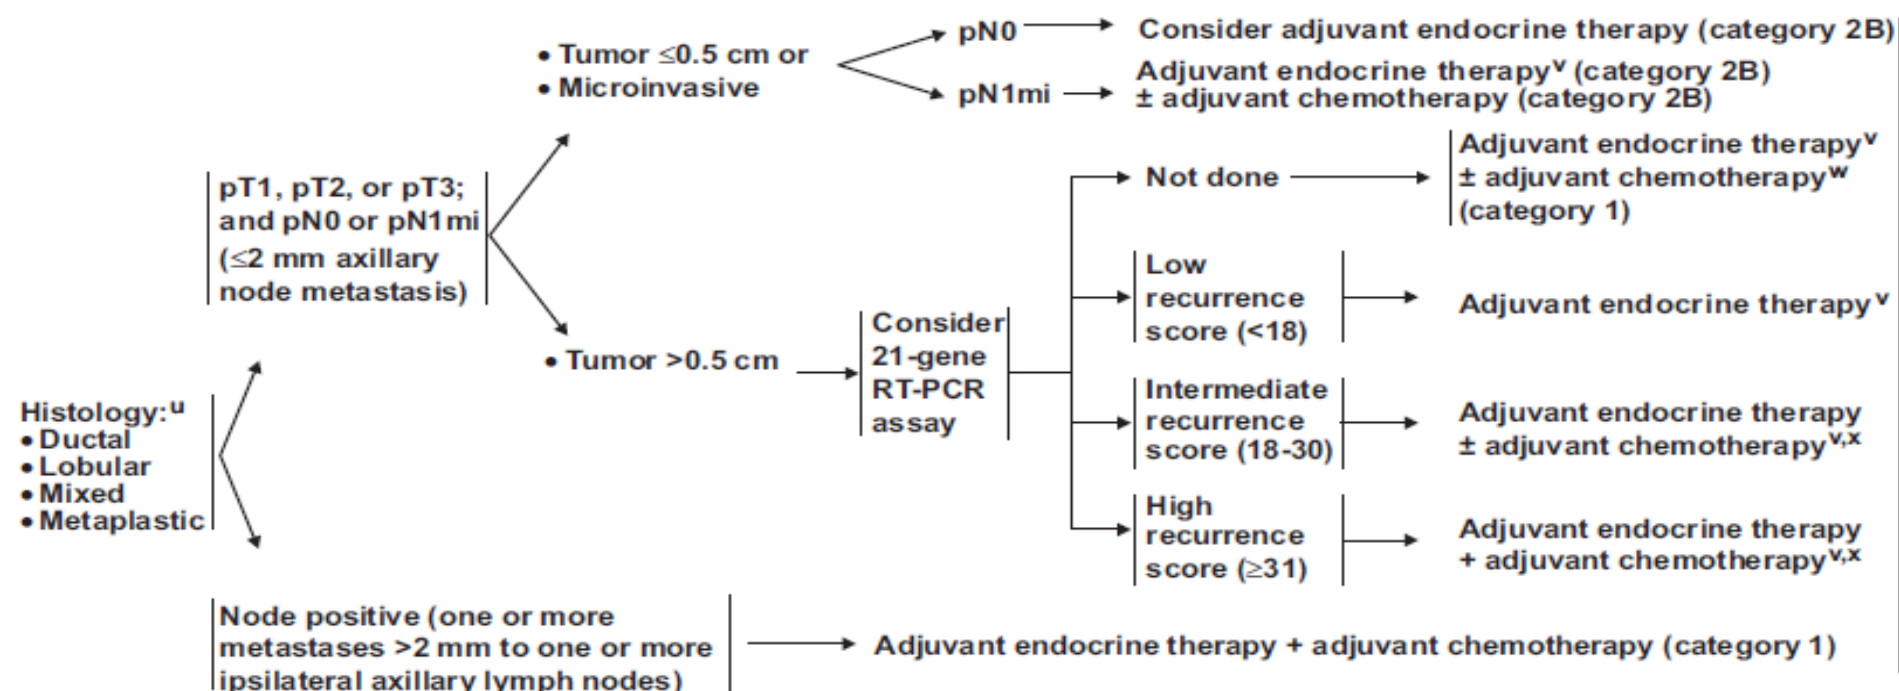 • Tumor ≤0.5 cm or
• Microinvasive
pN0
Consider adjuvant endocrine therapy (category 2B)
pN1mi
Adjuvant endocrine therapyᵛ (category 2B)
± adjuvant chemotherapy (category 2B)
pT1, pT2, or pT3;
and pN0 or pN1mi
(≤2 mm axillary
node metastasis)
• Tumor >0.5 cm
Consider
21-gene
RT-PCR
assay
Not done
Adjuvant endocrine therapyᵛ
± adjuvant chemotherapyʷ
(category 1)
Low
recurrence
score (<18)
Adjuvant endocrine therapyᵛ
Intermediate
recurrence
score (18-30)
Adjuvant endocrine therapy
± adjuvant chemotherapyᵛ,ˣ
High
recurrence
score (≥31)
Adjuvant endocrine therapy
+ adjuvant chemotherapyᵛ,ˣ
Histology:ᵘ
• Ductal
• Lobular
• Mixed
• Metaplastic
Node positive (one or more
metastases >2 mm to one or more
ipsilateral axillary lymph nodes)
Adjuvant endocrine therapy + adjuvant chemotherapy (category 1)